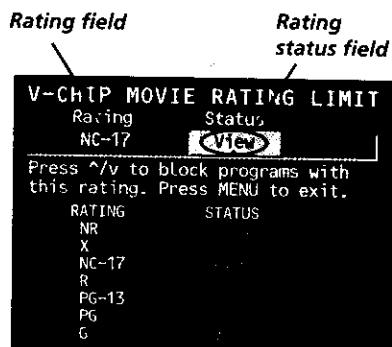 Rating field
Rating status field
V-CHIP MOVIE RATING LIMIT
Rating Status
NC-17 View
Press ^/v to block programs with
this rating. Press MENU to exit.
RATING STATUS
NR
X
NC-17
R
PG-13
PG
G